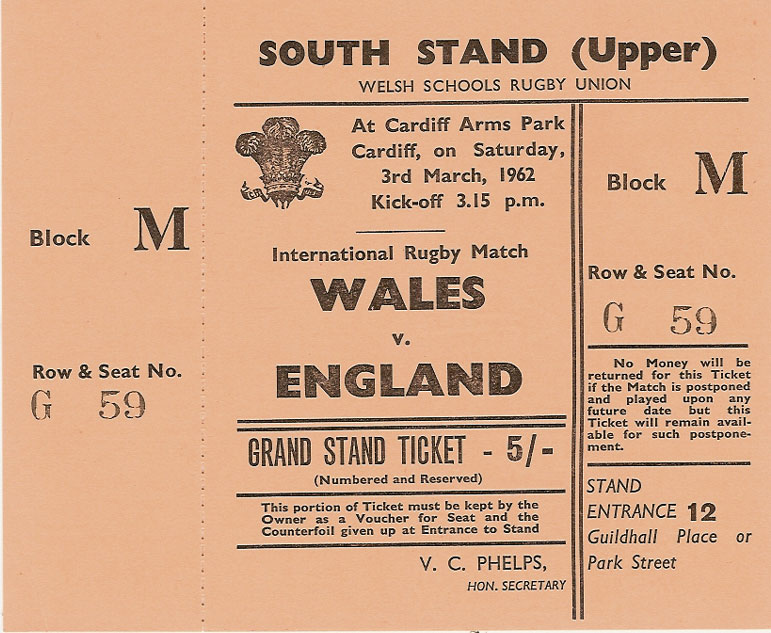 Block M
Row & Seat No.
G 59
SOUTH STAND (Upper)
WELSH SCHOOLS RUGBY UNION
At Cardiff Arms Park
Cardiff, on Saturday,
3rd March, 1962
Kick-off 3.15 p.m.
International Rugby Match
WALES
v.
ENGLAND
GRAND STAND TICKET - 5/-
(Numbered and Reserved)
This portion of Ticket must be kept by the
Owner as a Voucher for Seat and the
Counterfoil given up at Entrance to Stand
V. C. PHELPS,
HON. SECRETARY
Block M
Row & Seat No.
G 59
No Money will be
returned for this Ticket
if the Match is postponed
and played upon any
future date but this
Ticket will remain avail-
able for such postpone-
ment.
STAND
ENTRANCE 12
Guildhall Place or
Park Street